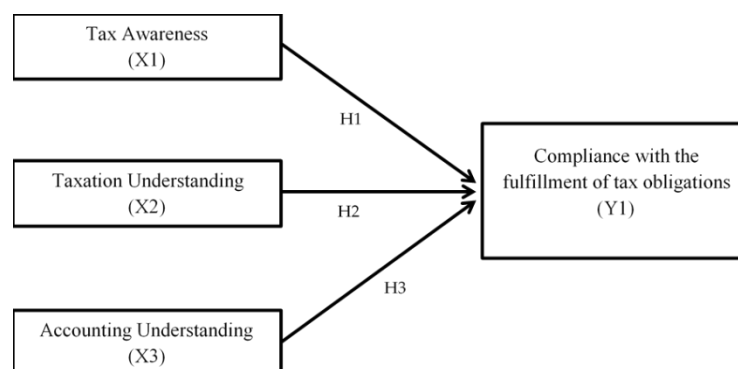 Tax Awareness
(X1)
H1
Compliance with the
fulfillment of tax obligations
(Y1)
Taxation Understanding
(X2)
H2
H3
Accounting Understanding
(X3)